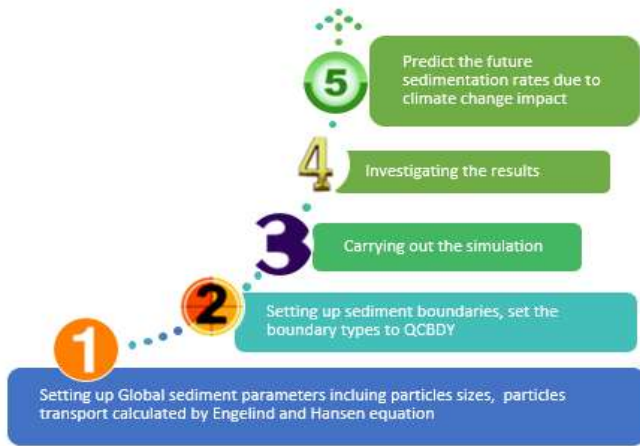 5
Predict the future
sedimentation rates due to
climate change impact
4
Investigating the results
3
Carrying out the simulation
2
Setting up sediment boundaries, set the
boundary types to QCBDY
1
Setting up Global sediment parameters incluing particles sizes, particles
transport calculated by Engelind and Hansen equation